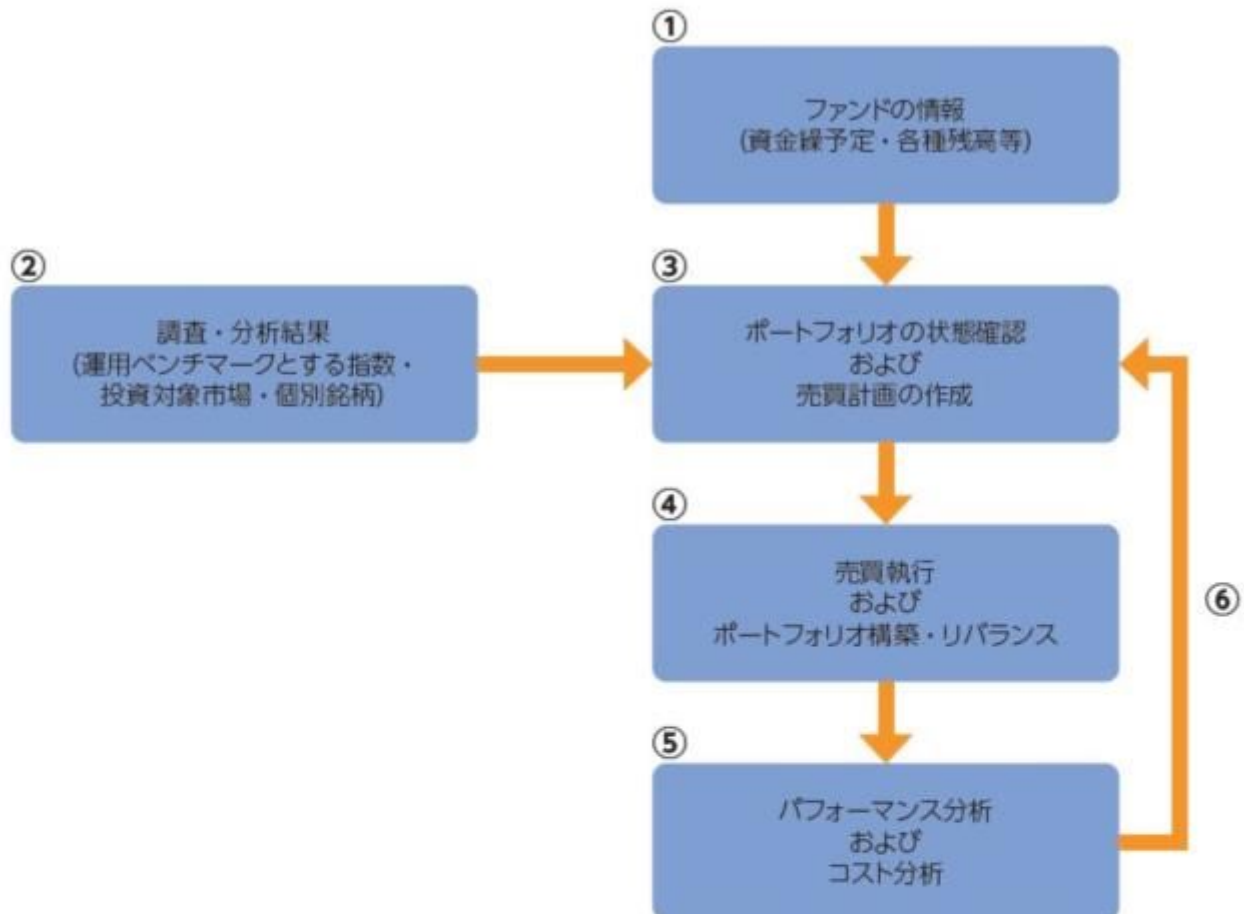 ①
ファンドの情報
(資金繰予定・各種残高等)
②
調査・分析結果
(運用ベンチマークとする指数・
投資対象市場・個別銘柄)
③
ポートフォリオの状態確認
および
売買計画の作成
④
売買執行
および
ポートフォリオ構築・リバランス
⑤
パフォーマンス分析
および
コスト分析
⑥